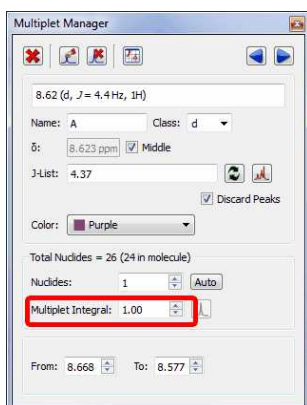 Multiplet Manager
8.62 (d, J = 4.4 Hz, 1H)
Name: A Class: d
δ: 8.623 ppm Middle
J-List: 4.37
Discard Peaks
Color: Purple
Total Nuclides = 26 (24 in molecule)
Nuclides: 1 Auto
Multiplet Integral: 1.00
From: 8.668 To: 8.577